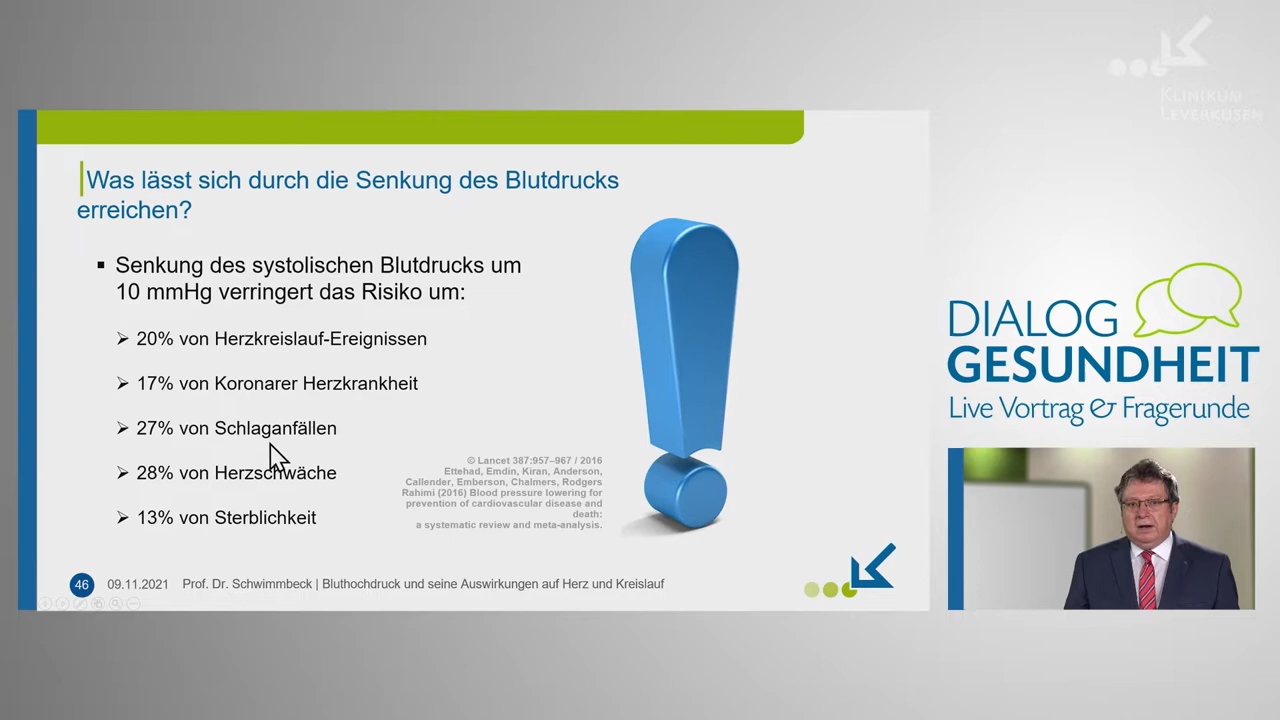 KLINIKUM
LEVERKUSEN
Was lässt sich durch die Senkung des Blutdrucks
erreichen?
Senkung des systolischen Blutdrucks um
10 mmHg verringert das Risiko um:
20% von Herzkreislauf-Ereignissen
17% von Koronarer Herzkrankheit
27% von Schlaganfällen
28% von Herzschwäche
13% von Sterblichkeit
© Lancet 387:957–967 / 2016
Ettehad, Emdin, Kiran, Anderson,
Callender, Emberson, Chalmers, Rodgers
Rahimi (2016) Blood pressure lowering for
prevention of cardiovascular disease and
death:
a systematic review and meta-analysis.
46 09.11.2021 Prof. Dr. Schwimmbeck | Bluthochdruck und seine Auswirkungen auf Herz und Kreislauf
DIALOG
GESUNDHEIT
Live Vortrag & Fragerunde